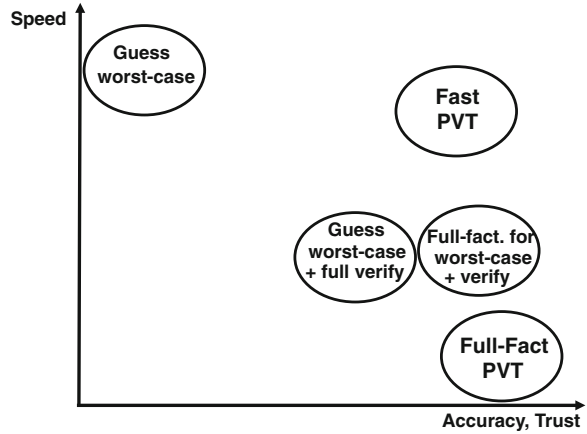 Speed
Guess
worst-case
Fast
PVT
Guess
worst-case
+ full verify
Full-fact. for
worst-case
+ verify
Full-Fact
PVT
Accuracy, Trust